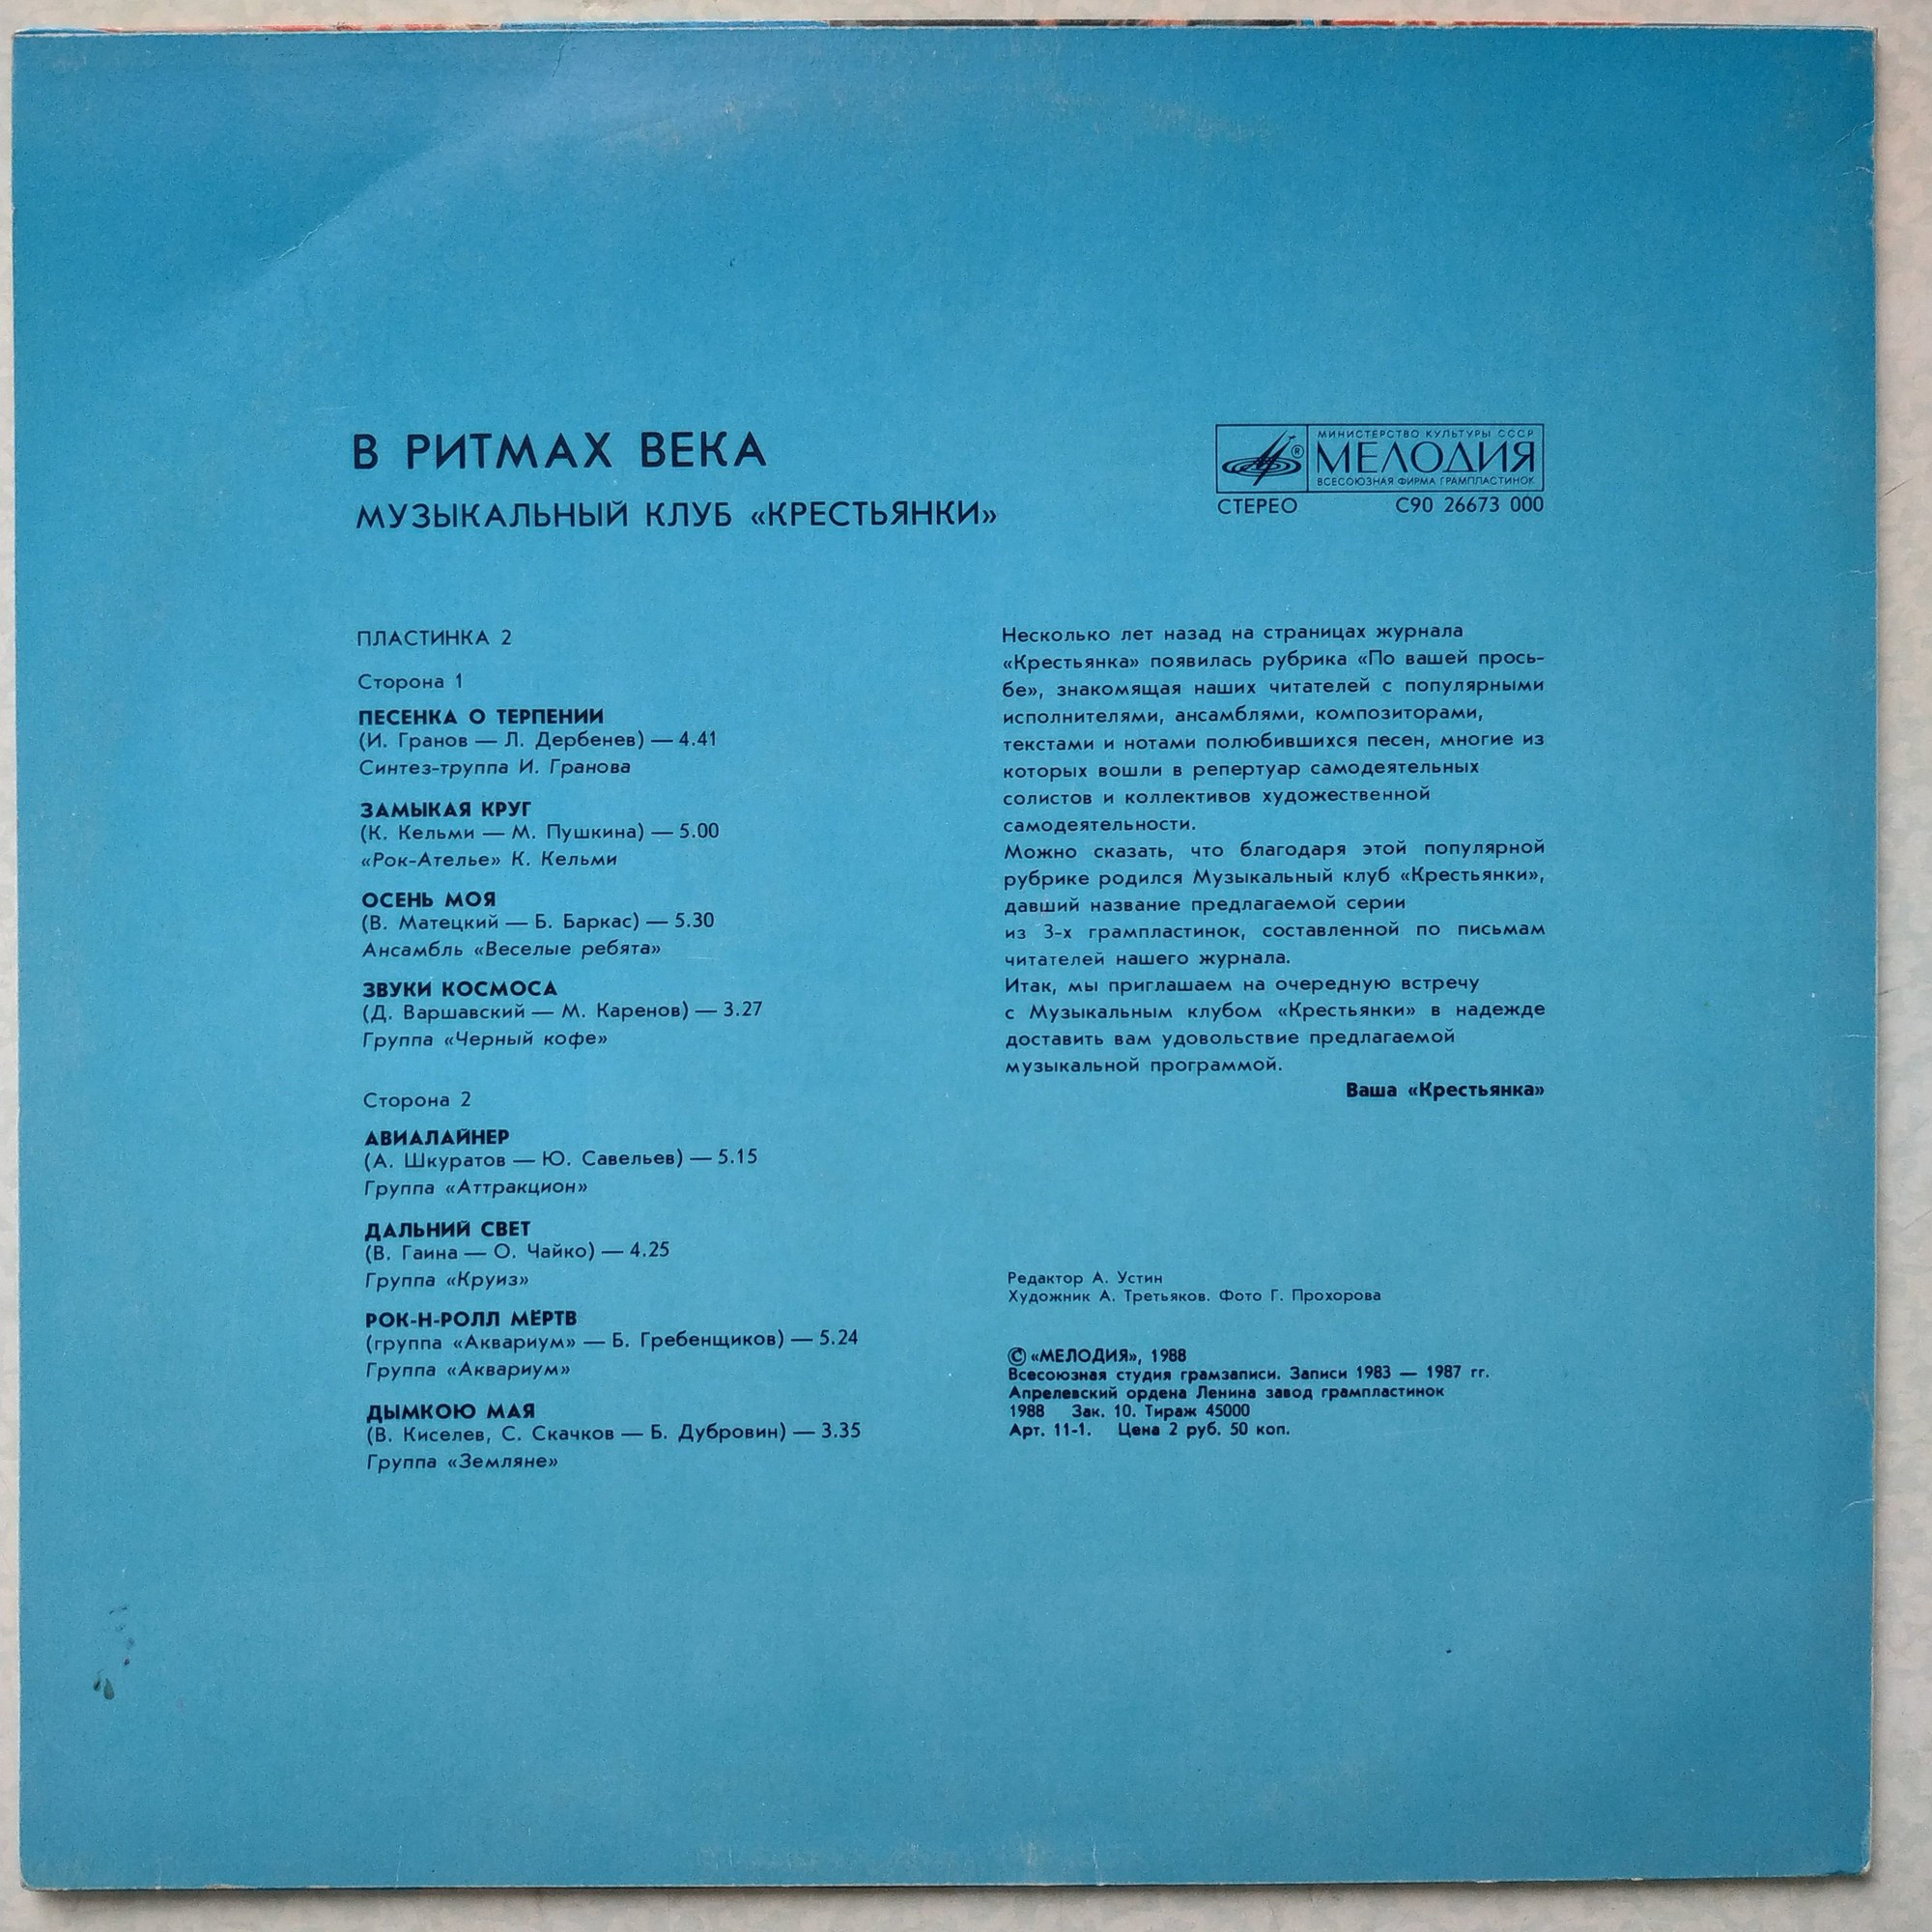 В РИТМАХ ВЕКА
МУЗЫКАЛЬНЫЙ КЛУБ «КРЕСТЬЯНКИ»
МИНИСТЕРСТВО КУЛЬТУРЫ СССР
МЕЛОДИЯ
ВСЕСОЮЗНАЯ ФИРМА ГРАМПЛАСТИНОК
®
СТЕРЕО С90 26673 000
ПЛАСТИНКА 2
Сторона 1
ПЕСЕНКА О ТЕРПЕНИИ
(И. Гранов — Л. Дербенев) — 4.41
Синтез-труппа И. Гранова
ЗАМЫКАЯ КРУГ
(К. Кельми — М. Пушкина) — 5.00
«Рок-Ателье» К. Кельми
ОСЕНЬ МОЯ
(В. Матецкий — Б. Баркас) — 5.30
Ансамбль «Веселые ребята»
ЗВУКИ КОСМОСА
(Д. Варшавский — М. Каренов) — 3.27
Группа «Черный кофе»
Сторона 2
АВИАЛАЙНЕР
(А. Шкуратов — Ю. Савельев) — 5.15
Группа «Аттракцион»
ДАЛЬНИЙ СВЕТ
(В. Гаина — О. Чайко) — 4.25
Группа «Круиз»
РОК-Н-РОЛЛ МЁРТВ
(группа «Аквариум» — Б. Гребенщиков) — 5.24
Группа «Аквариум»
ДЫМКОЮ МАЯ
(В. Киселев, С. Скачков — Б. Дубровин) — 3.35
Группа «Земляне»
Несколько лет назад на страницах журнала
«Крестьянка» появилась рубрика «По вашей прось-
бе», знакомящая наших читателей с популярными
исполнителями, ансамблями, композиторами,
текстами и нотами полюбившихся песен, многие из
которых вошли в репертуар самодеятельных
солистов и коллективов художественной
самодеятельности.
Можно сказать, что благодаря этой популярной
рубрике родился Музыкальный клуб «Крестьянки»,
давший название предлагаемой серии
из 3-х грампластинок, составленной по письмам
читателей нашего журнала.
Итак, мы приглашаем на очередную встречу
с Музыкальным клубом «Крестьянки» в надежде
доставить вам удовольствие предлагаемой
музыкальной программой.
Ваша «Крестьянка»
Редактор А. Устин
Художник А. Третьяков. Фото Г. Прохорова
© «МЕЛОДИЯ», 1988
Всесоюзная студия грамзаписи. Записи 1983 — 1987 гг.
Апрелевский ордена Ленина завод грампластинок
1988 Зак. 10. Тираж 45000
Арт. 11-1. Цена 2 руб. 50 коп.